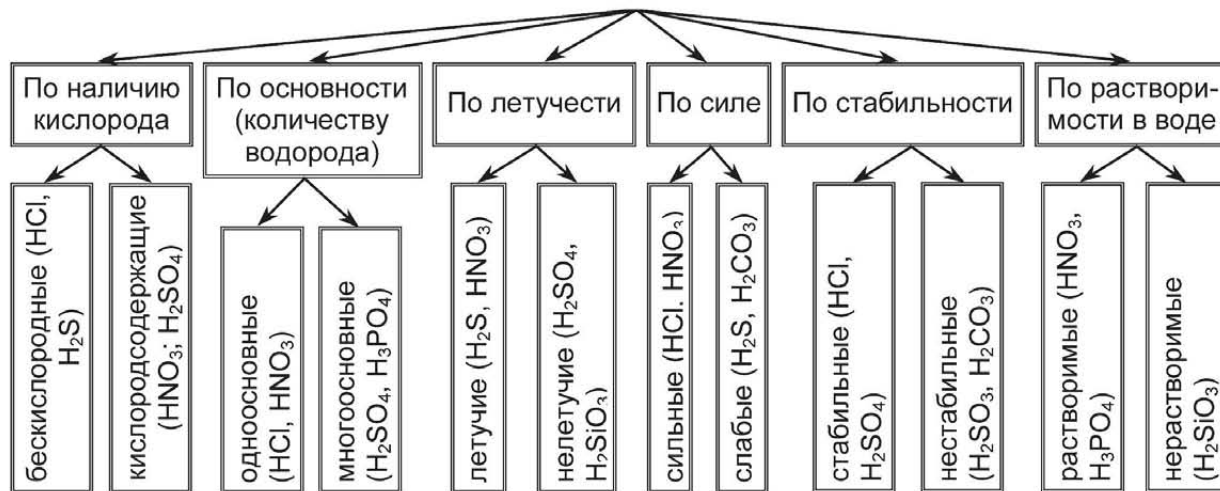 По наличию
кислорода
По основности
(количеству
водорода)
По летучести
По силе
По стабильности
По раствори-
мости в воде
бескислородные (HCl,
H₂S)
кислородсодержащие
(HNO₃; H₂SO₄)
одноосновные
(HCl, HNO₃)
многоосновные
(H₂SO₄, H₃PO₄)
летучие (H₂S, HNO₃)
нелетучие (H₂SO₄,
H₂SiO₃)
сильные (HCl. HNO₃)
слабые (H₂S, H₂CO₃)
стабильные (HCl,
H₂SO₄)
нестабильные
(H₂SO₃, H₂CO₃)
растворимые (HNO₃,
H₃PO₄)
нерастворимые
(H₂SiO₃)